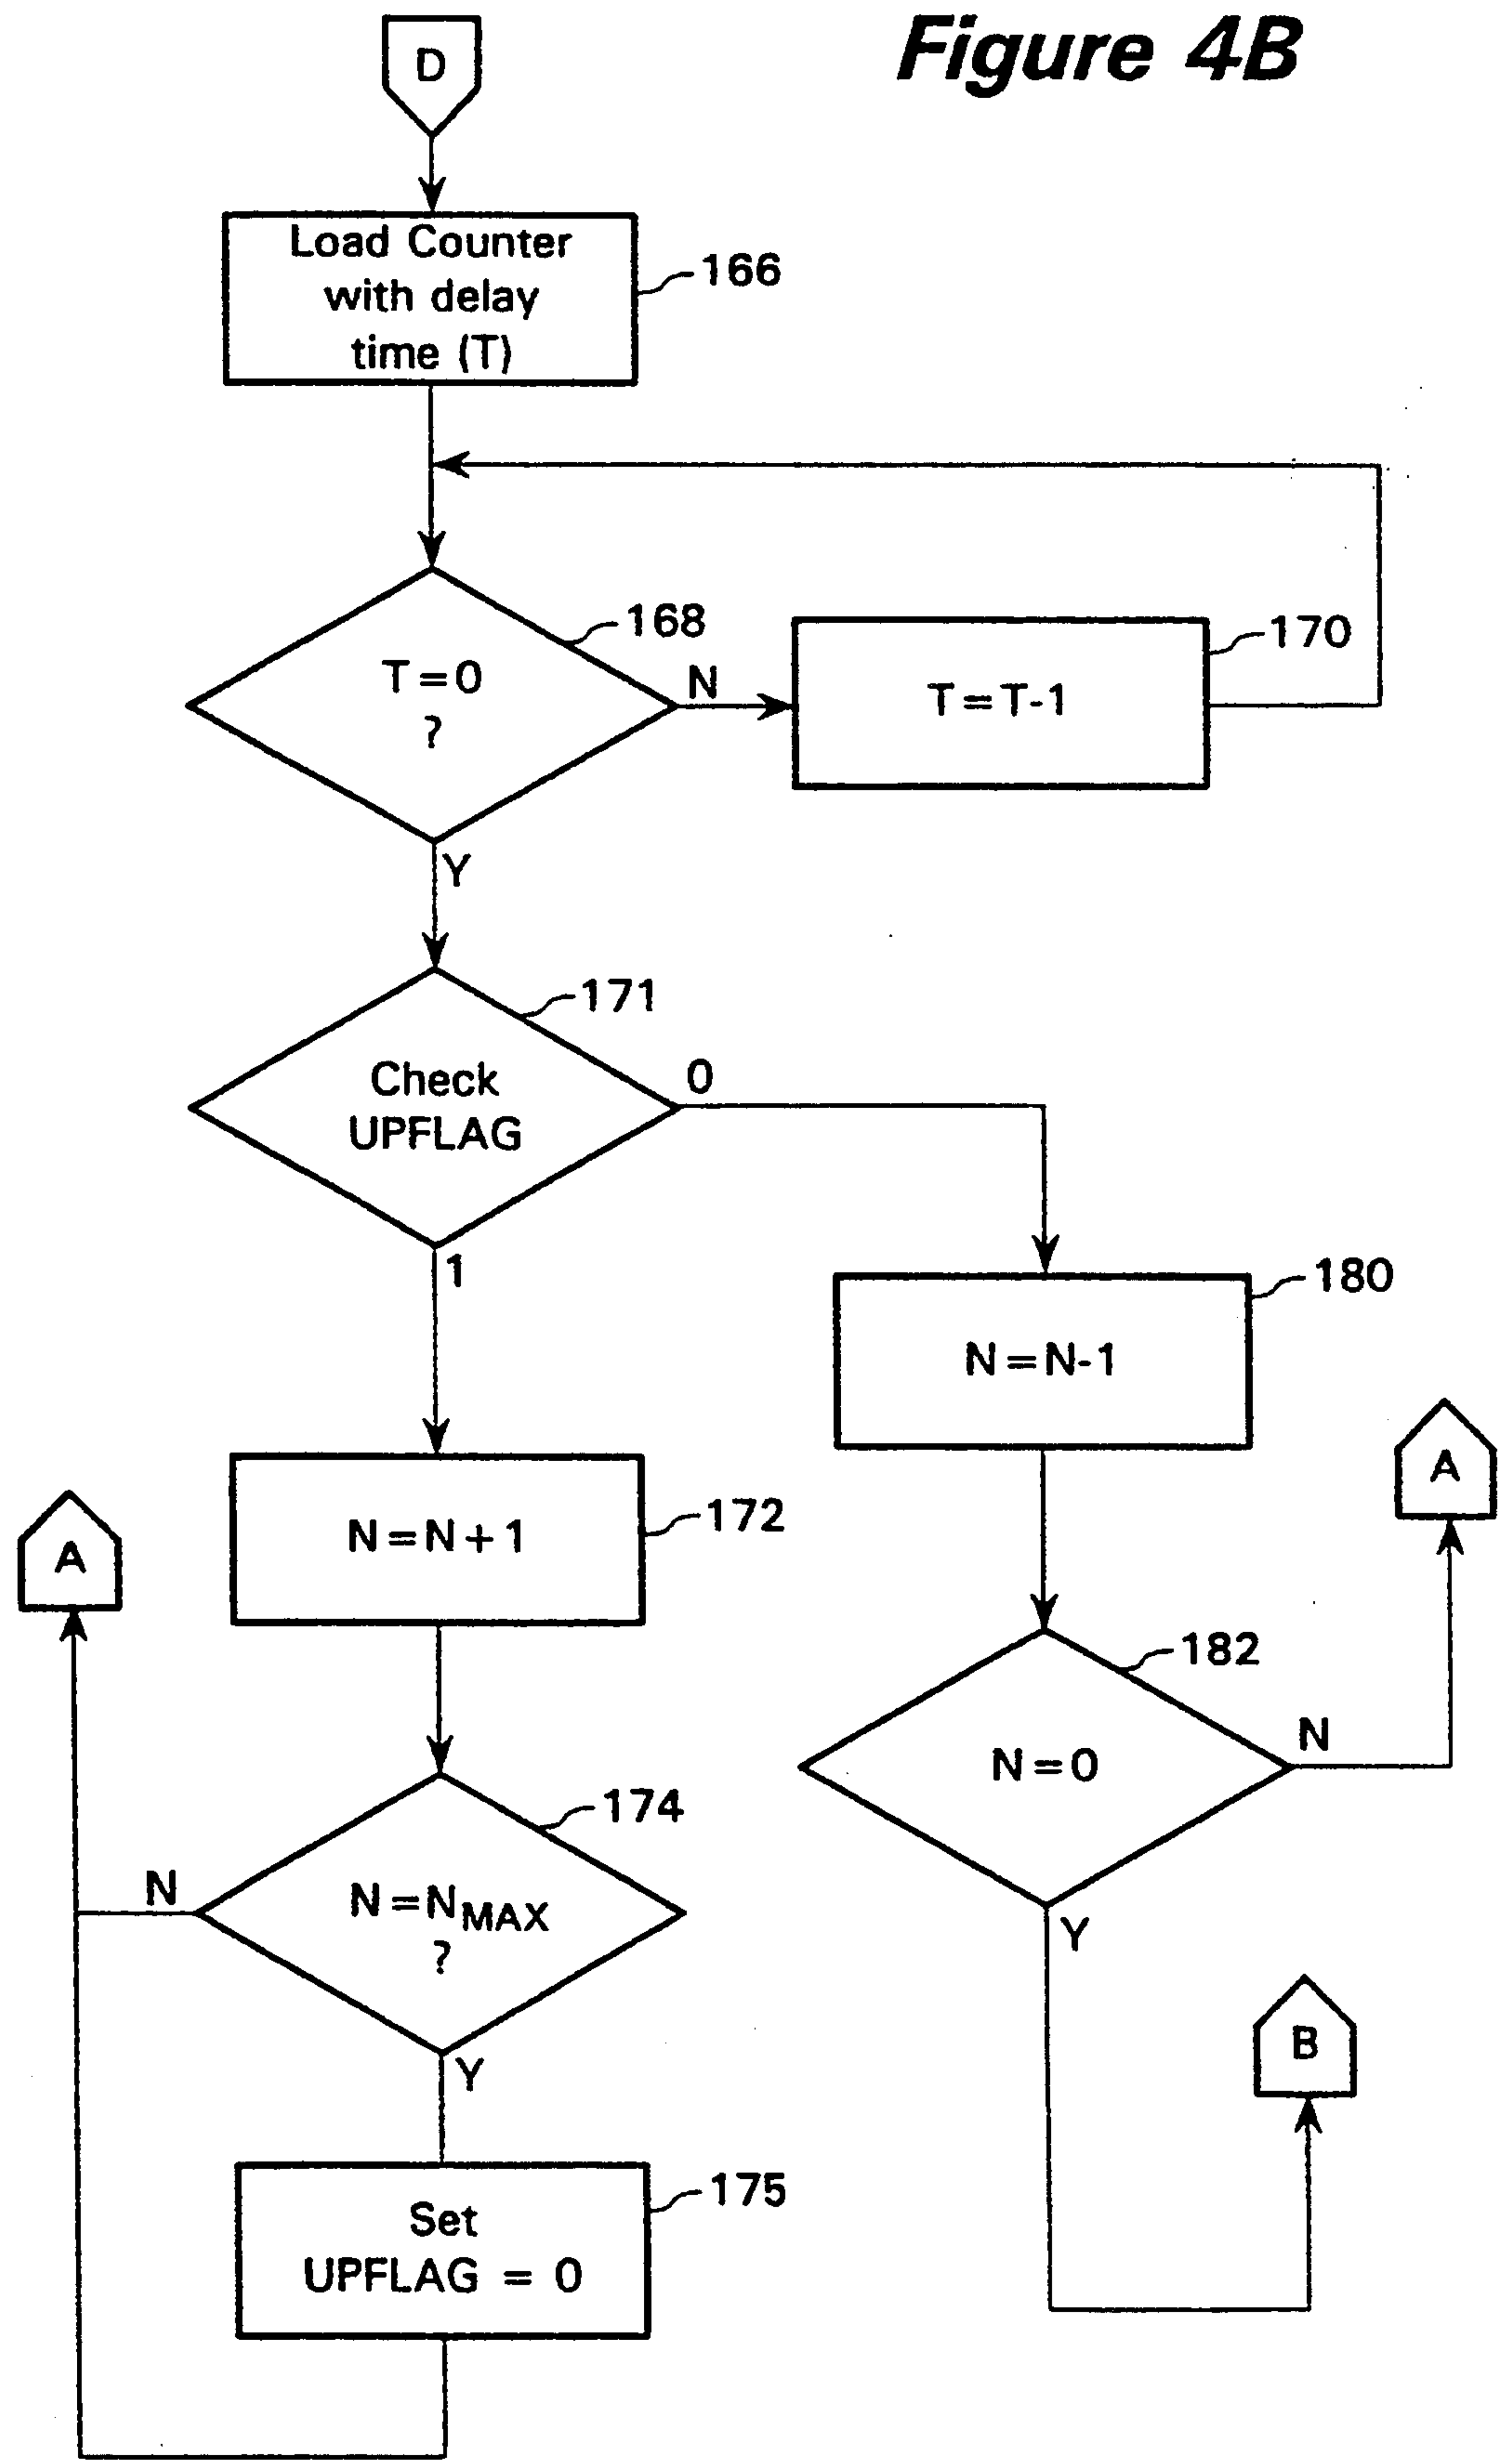 Figure 4B
D
Load Counter
with delay
time (T)
166
168
T=0
?
N
T=T-1
170
Y
171
Check
UPFLAG
0
1
180
N=N-1
A
N=N+1
172
A
182
N=0
N
174
N=NMAX
?
N
Y
Y
B
Set
UPFLAG = 0
175